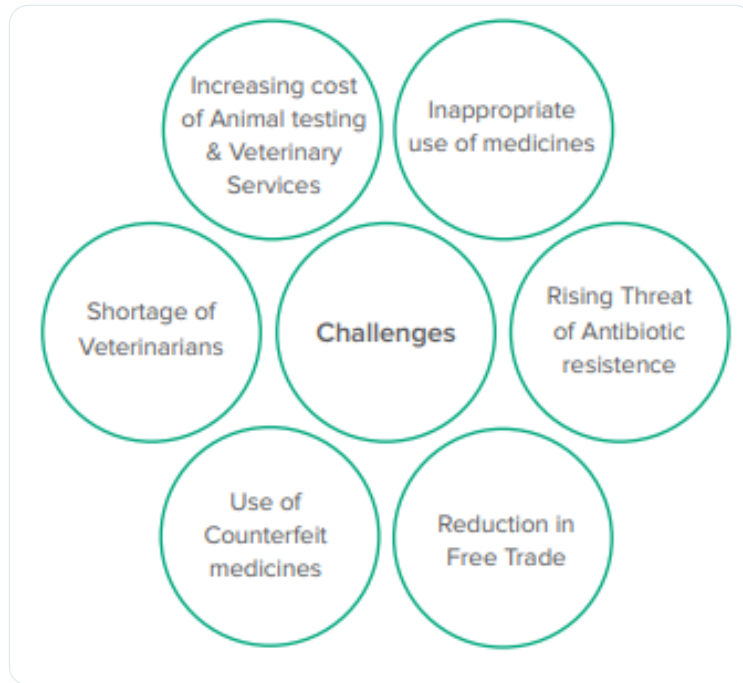 Increasing cost
of Animal testing
& Veterinary
Services
Inappropriate
use of medicines
Shortage of
Veterinarians
Challenges
Rising Threat
of Antibiotic
resistence
Use of
Counterfeit
medicines
Reduction in
Free Trade